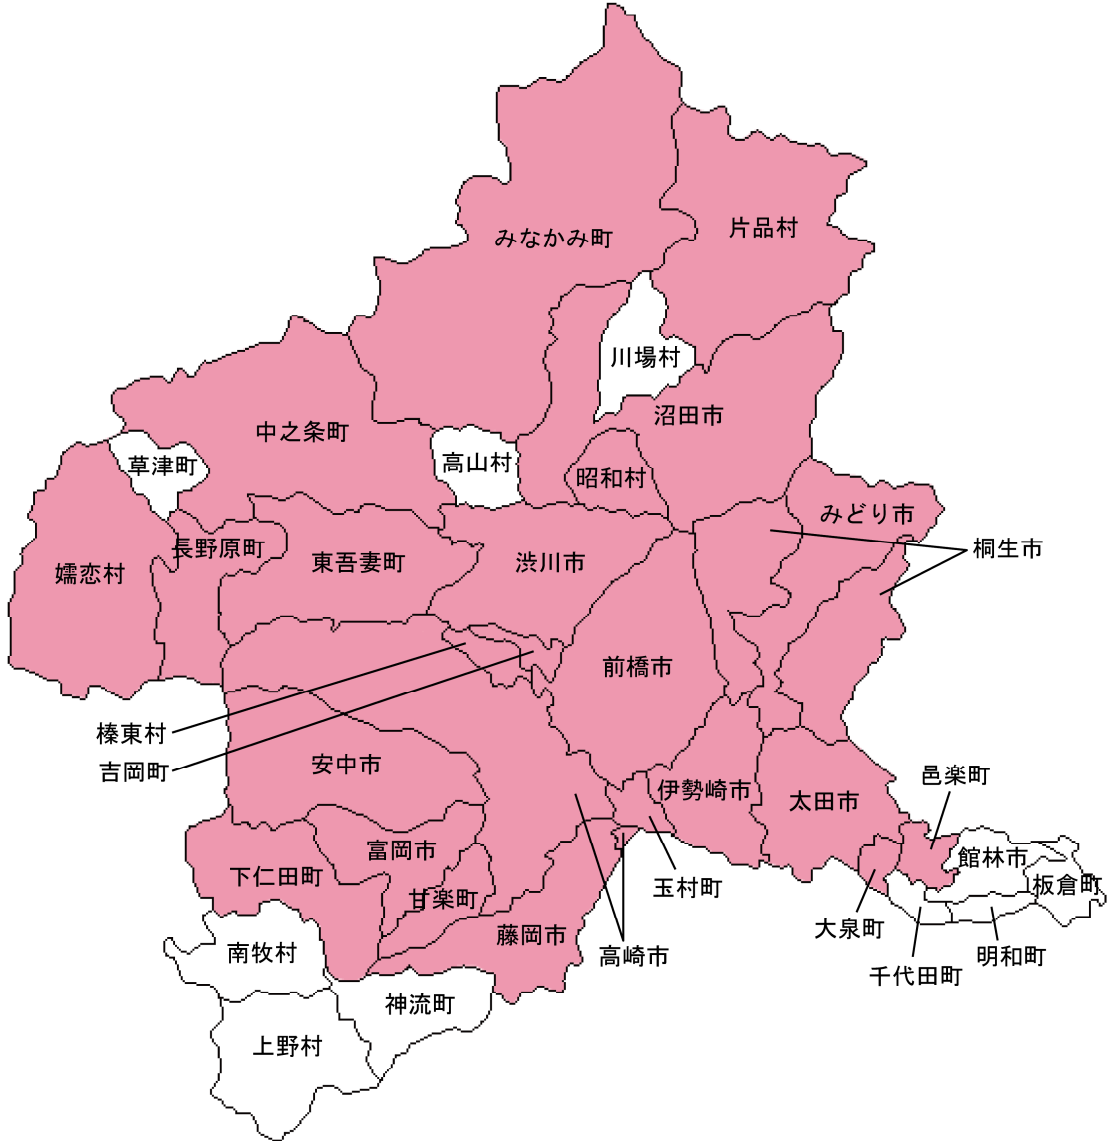 みなかみ町
片品村
川場村
沼田市
中之条町
高山村
草津町
昭和村
みどり市
長野原町
桐生市
東吾妻町
渋川市
嬬恋村
前橋市
榛東村
吉岡町
安中市
邑楽町
伊勢崎市
太田市
富岡市
館林市
下仁田町
玉村町
板倉町
甘楽町
大泉町
藤岡市
南牧村
高崎市
明和町
千代田町
神流町
上野村